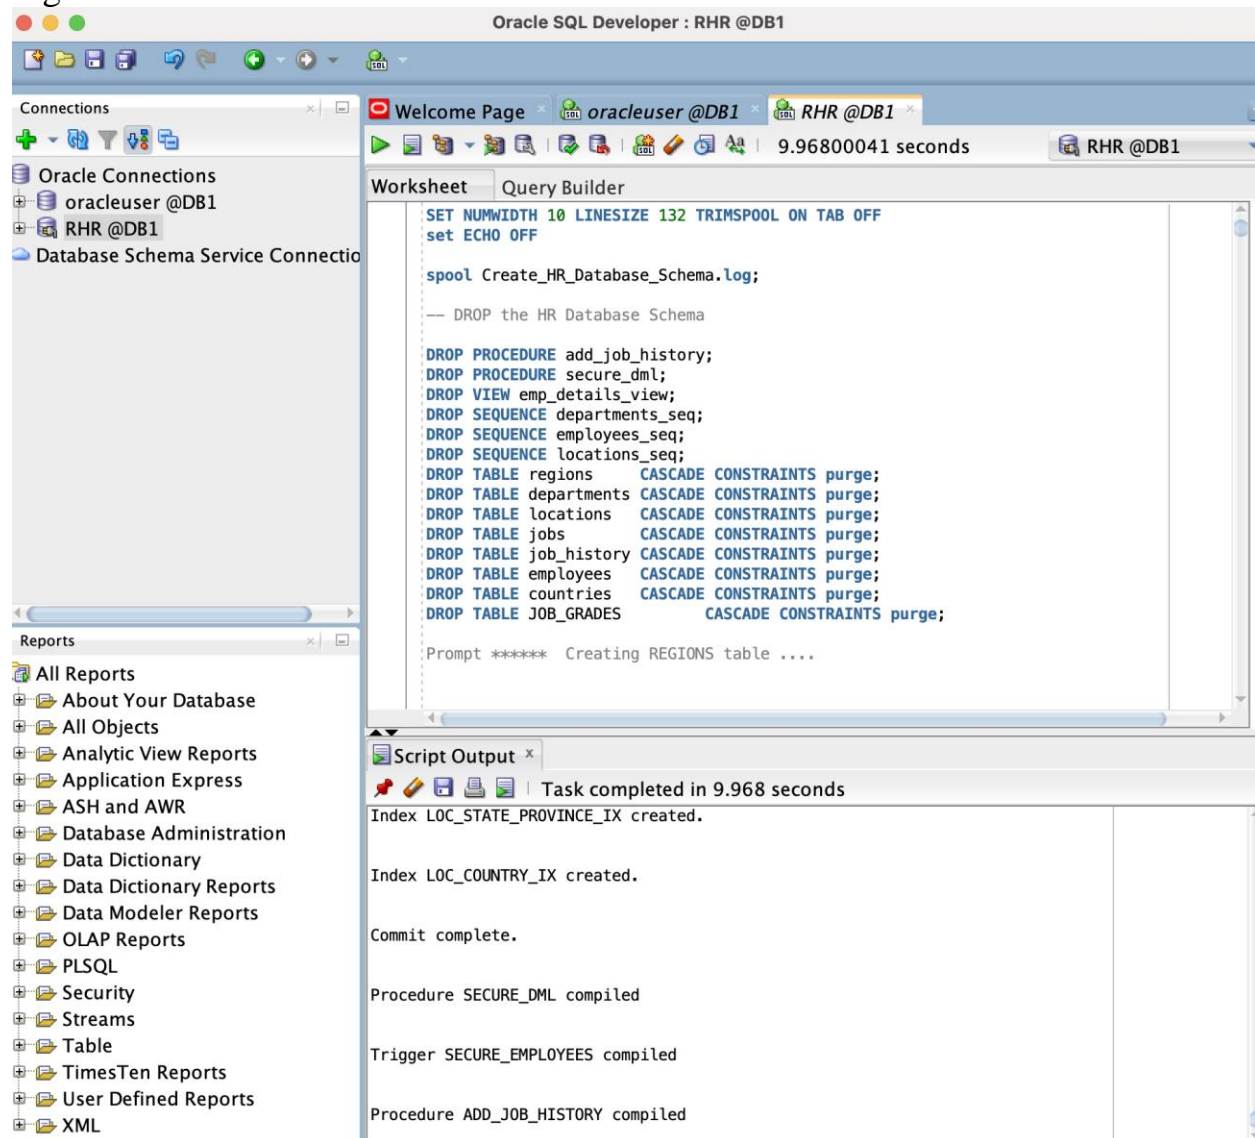 Oracle SQL Developer : RHR @DB1
Connections
Oracle Connections
oracleuser @DB1
RHR @DB1
Database Schema Service Connectio
Reports
All Reports
About Your Database
All Objects
Analytic View Reports
Application Express
ASH and AWR
Database Administration
Data Dictionary
Data Dictionary Reports
Data Modeler Reports
OLAP Reports
PLSQL
Security
Streams
Table
TimesTen Reports
User Defined Reports
XML
Welcome Page
oracleuser @DB1
RHR @DB1
9.96800041 seconds
RHR @DB1
Worksheet
Query Builder
SET NUMWIDTH 10 LINESIZE 132 TRIMSPOOL ON TAB OFF
set ECHO OFF
spool Create_HR_Database_Schema.log;
-- DROP the HR Database Schema
DROP PROCEDURE add_job_history;
DROP PROCEDURE secure_dml;
DROP VIEW emp_details_view;
DROP SEQUENCE departments_seq;
DROP SEQUENCE employees_seq;
DROP SEQUENCE locations_seq;
DROP TABLE regions     CASCADE CONSTRAINTS purge;
DROP TABLE departments CASCADE CONSTRAINTS purge;
DROP TABLE locations   CASCADE CONSTRAINTS purge;
DROP TABLE jobs        CASCADE CONSTRAINTS purge;
DROP TABLE job_history CASCADE CONSTRAINTS purge;
DROP TABLE employees   CASCADE CONSTRAINTS purge;
DROP TABLE countries   CASCADE CONSTRAINTS purge;
DROP TABLE JOB_GRADES         CASCADE CONSTRAINTS purge;
Prompt ******  Creating REGIONS table ....
Script Output
Task completed in 9.968 seconds
Index LOC_STATE_PROVINCE_IX created.
Index LOC_COUNTRY_IX created.
Commit complete.
Procedure SECURE_DML compiled
Trigger SECURE_EMPLOYEES compiled
Procedure ADD_JOB_HISTORY compiled